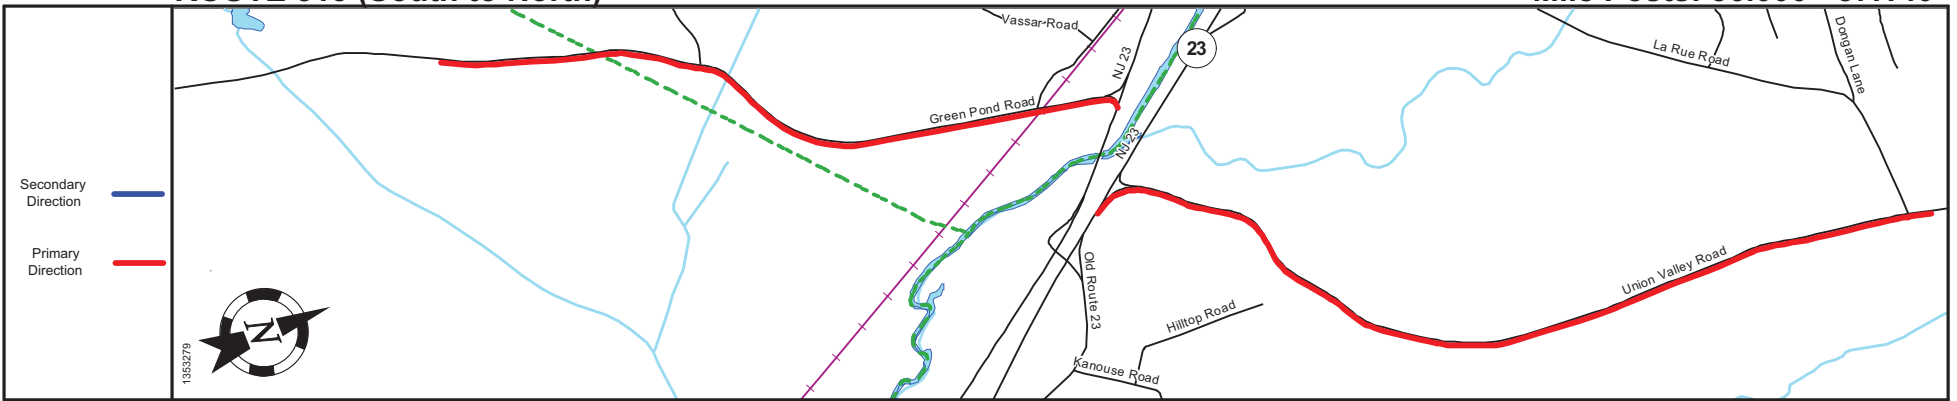 Secondary
Direction
Primary
Direction
1353279
N
Vassar Road
NJ 23
23
Green Pond Road
NJ 23
La Rue Road
Dongan Lane
Old Route 23
Hilltop Road
Kanouse Road
Union Valley Road